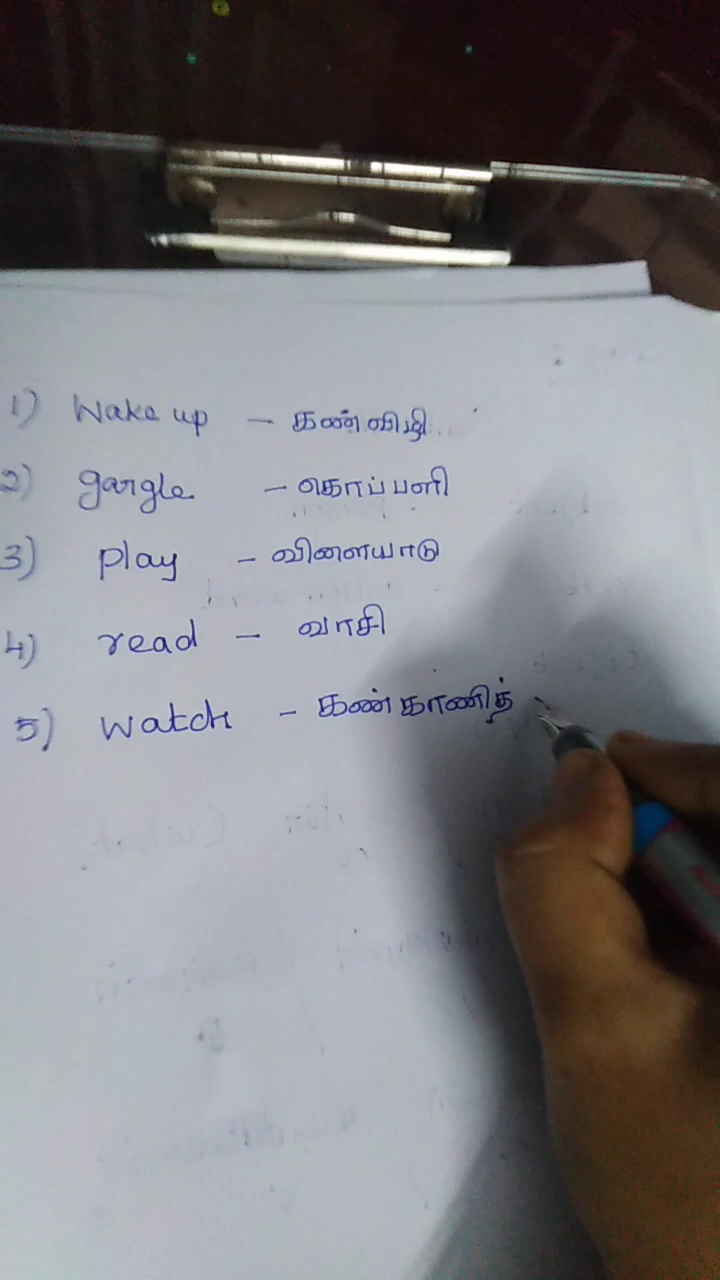 1) Wake up - கண்விழி
2) gargle - கொப்பளி
3) play - விளையாடு
4) read - வாசி
5) watch - கண்காணித்